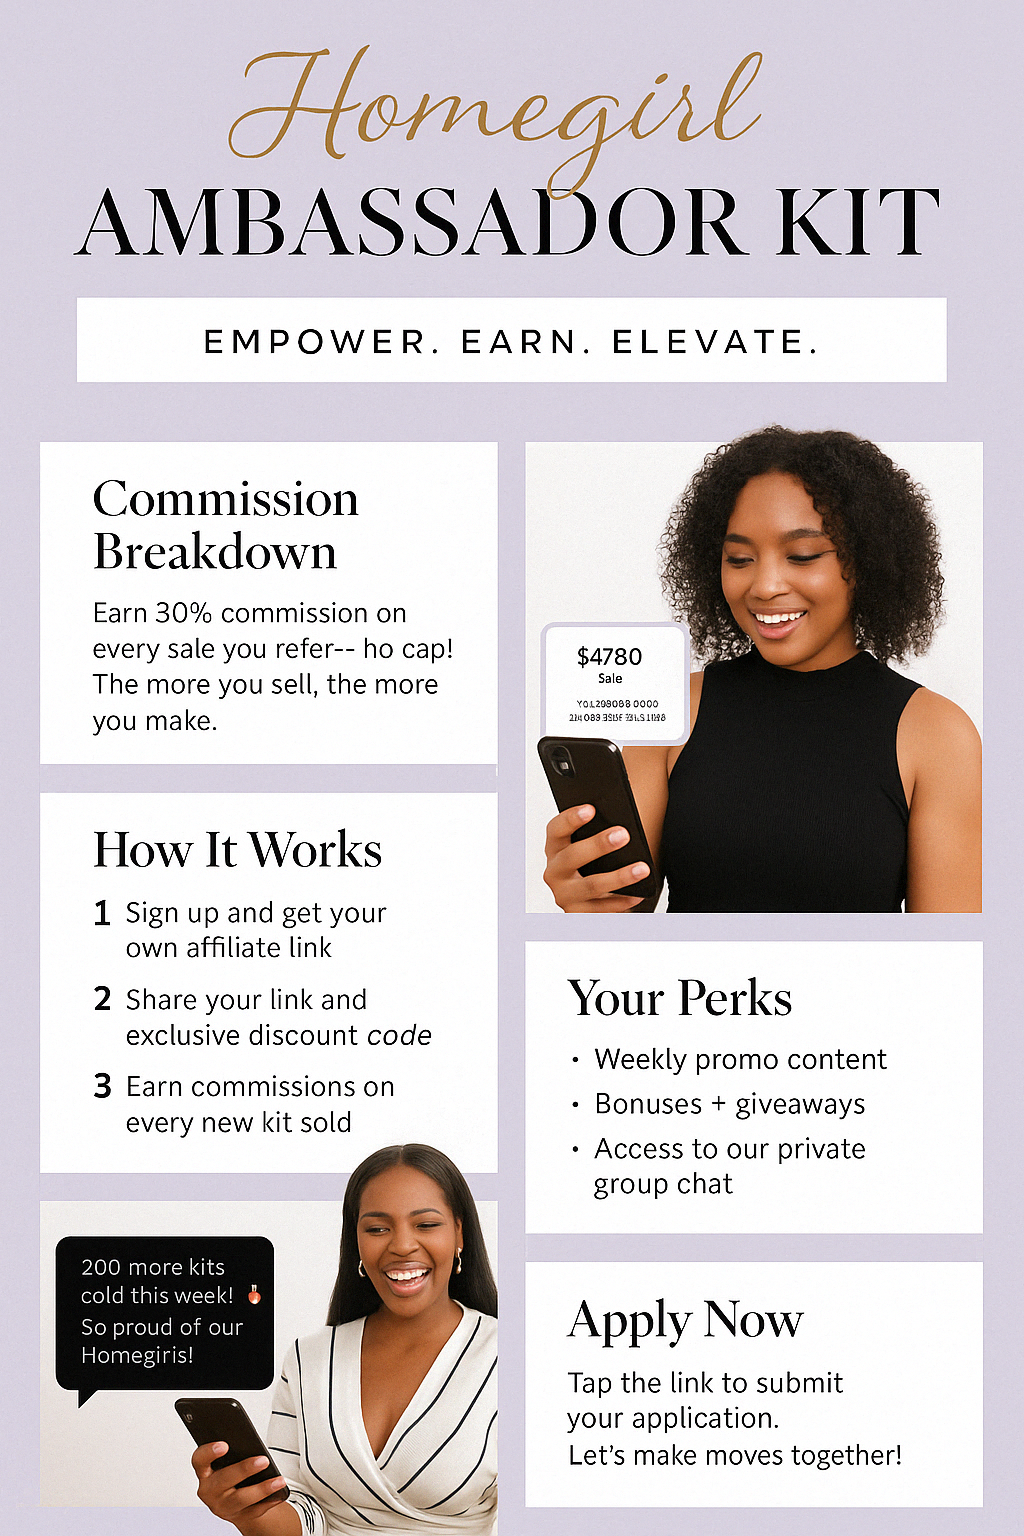 Homegirl
AMBASSADOR KIT
EMPOWER. EARN. ELEVATE.
Commission
Breakdown
Earn 30% commission on
every sale you refer-- ho cap!
The more you sell, the more
you make.
$4780
Sale
How It Works
1 Sign up and get your
own affiliate link
2 Share your link and
exclusive discount code
3 Earn commissions on
every new kit sold
Your Perks
• Weekly promo content
• Bonuses + giveaways
• Access to our private
group chat
200 more kits
cold this week!
So proud of our
Homegiris!
Apply Now
Tap the link to submit
your application.
Let's make moves together!